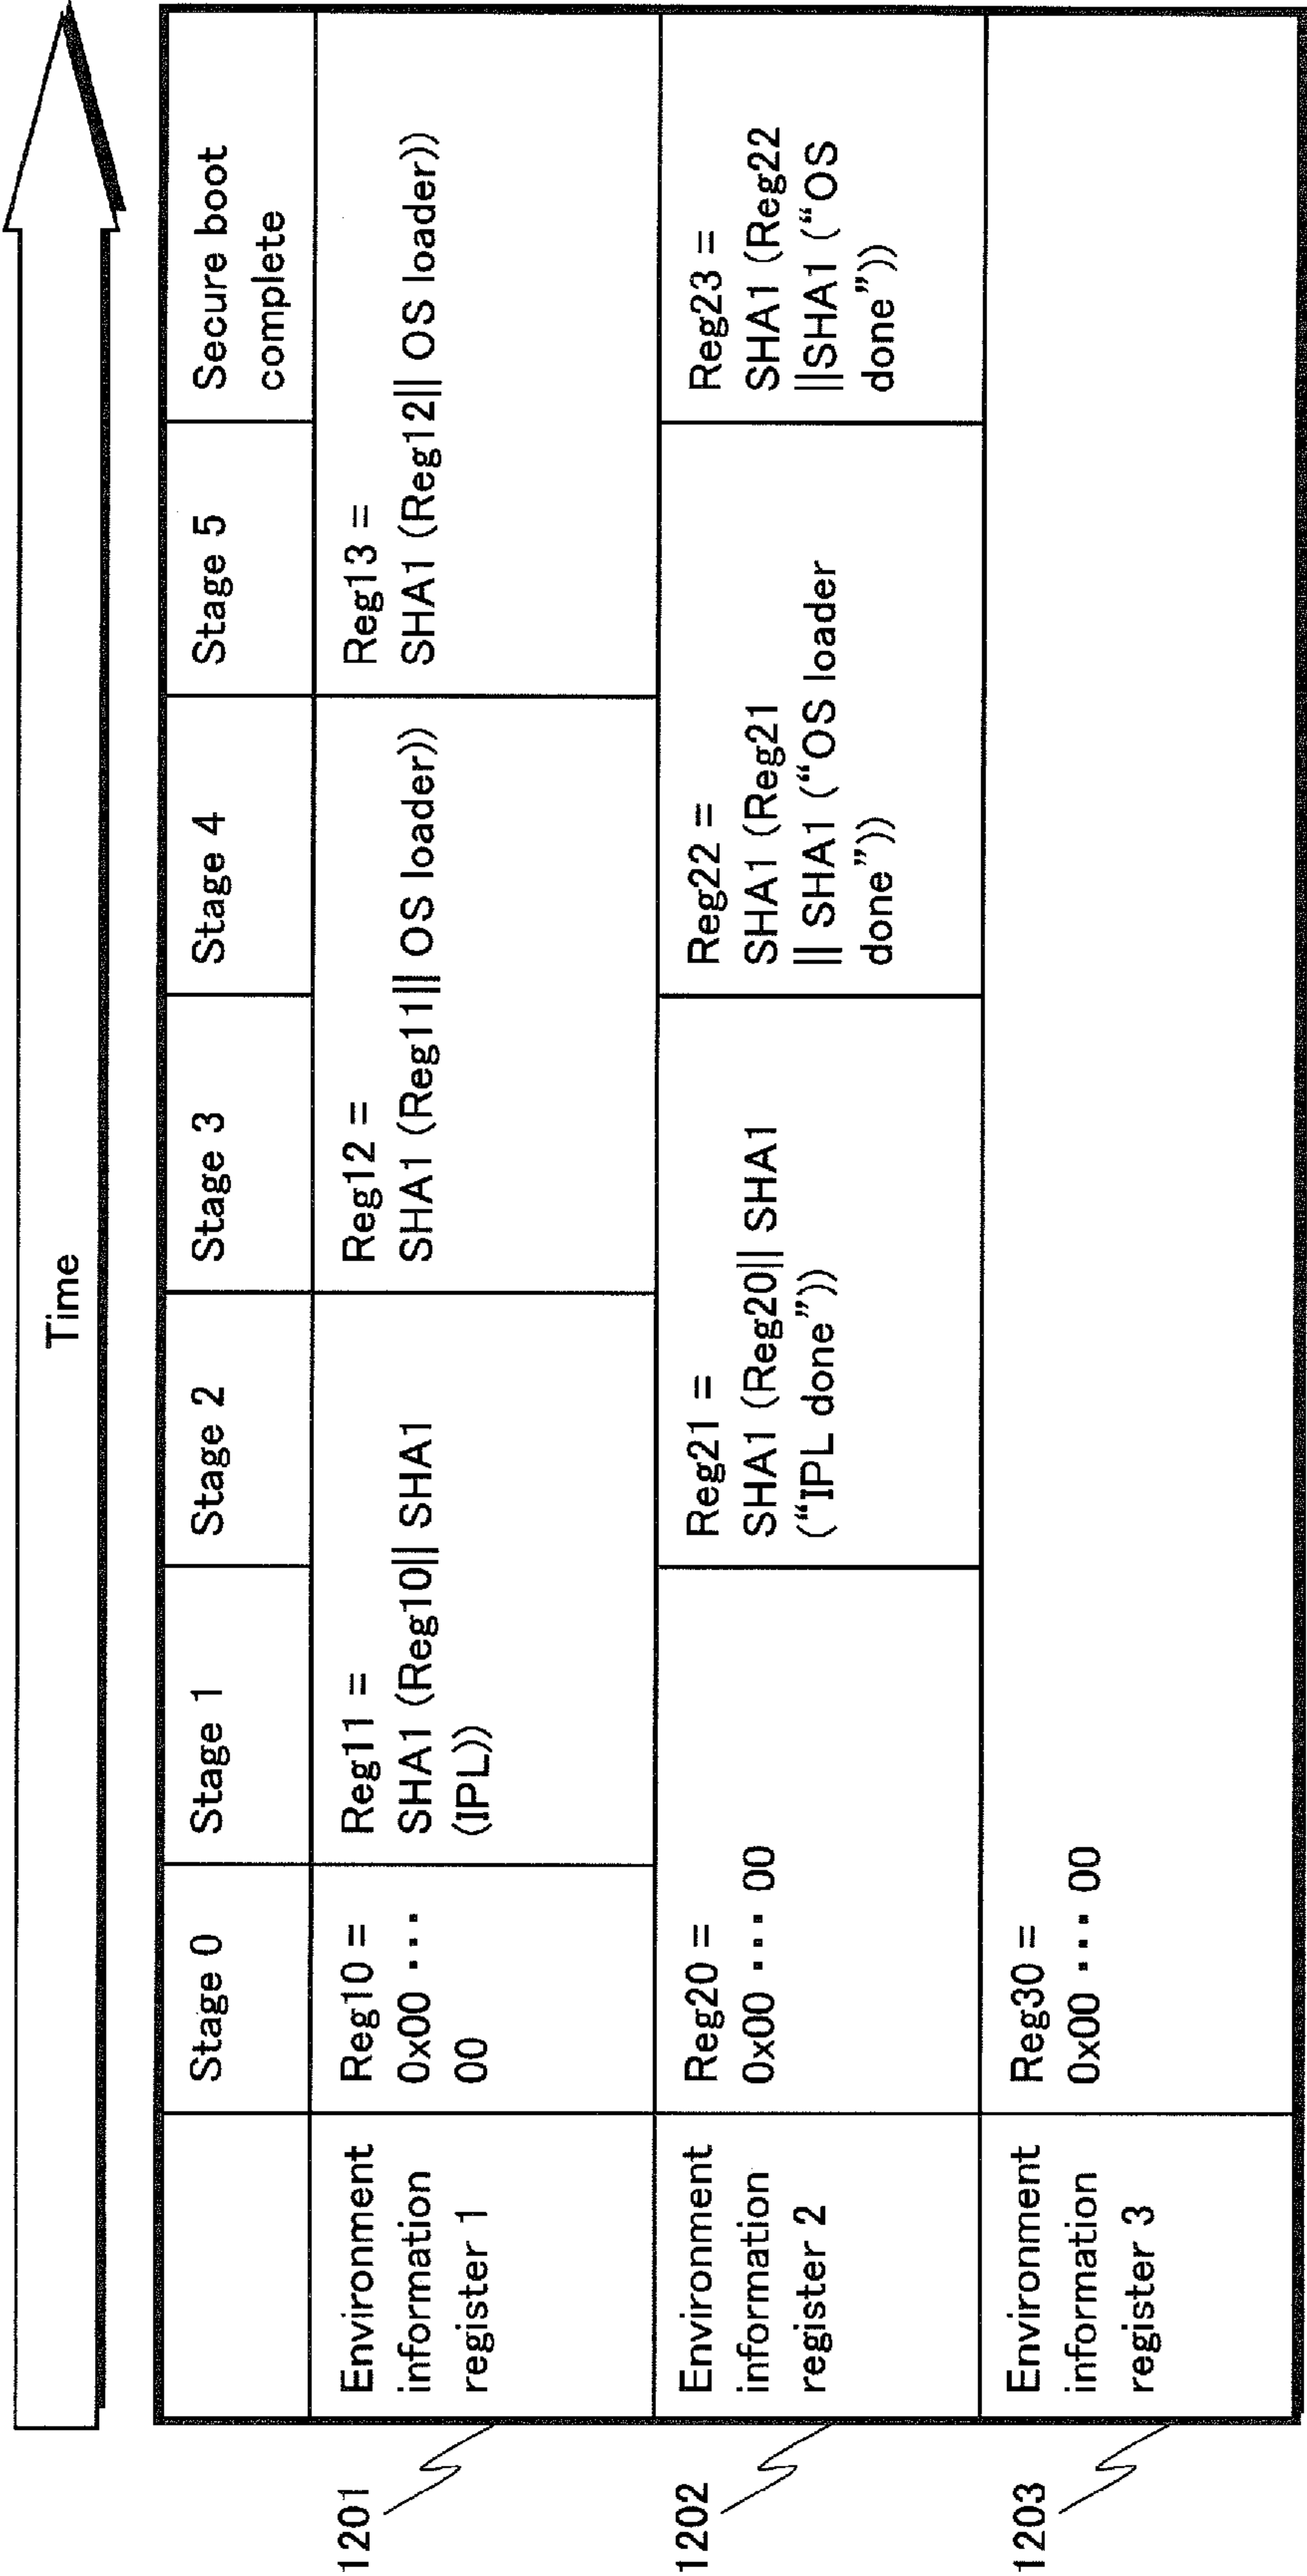 Time
Stage 0
Stage 1
Stage 2
Stage 3
Stage 4
Stage 5
Secure boot
complete
1201
Environment
information
register 1
Reg10 =
0x00 ･･･
00
Reg11 =
SHA1 (Reg10|| SHA1
(IPL))
Reg12 =
SHA1 (Reg11|| OS loader))
Reg13 =
SHA1 (Reg12|| OS loader))
1202
Environment
information
register 2
Reg20 =
0x00 ･･･ 00
Reg21 =
SHA1 (Reg20|| SHA1
(“IPL done”))
Reg22 =
SHA1 (Reg21
|| SHA1 (“OS loader
done”))
Reg23 =
SHA1 (Reg22
||SHA1 (“OS
done”))
1203
Environment
information
register 3
Reg30 =
0x00 ･･･ 00